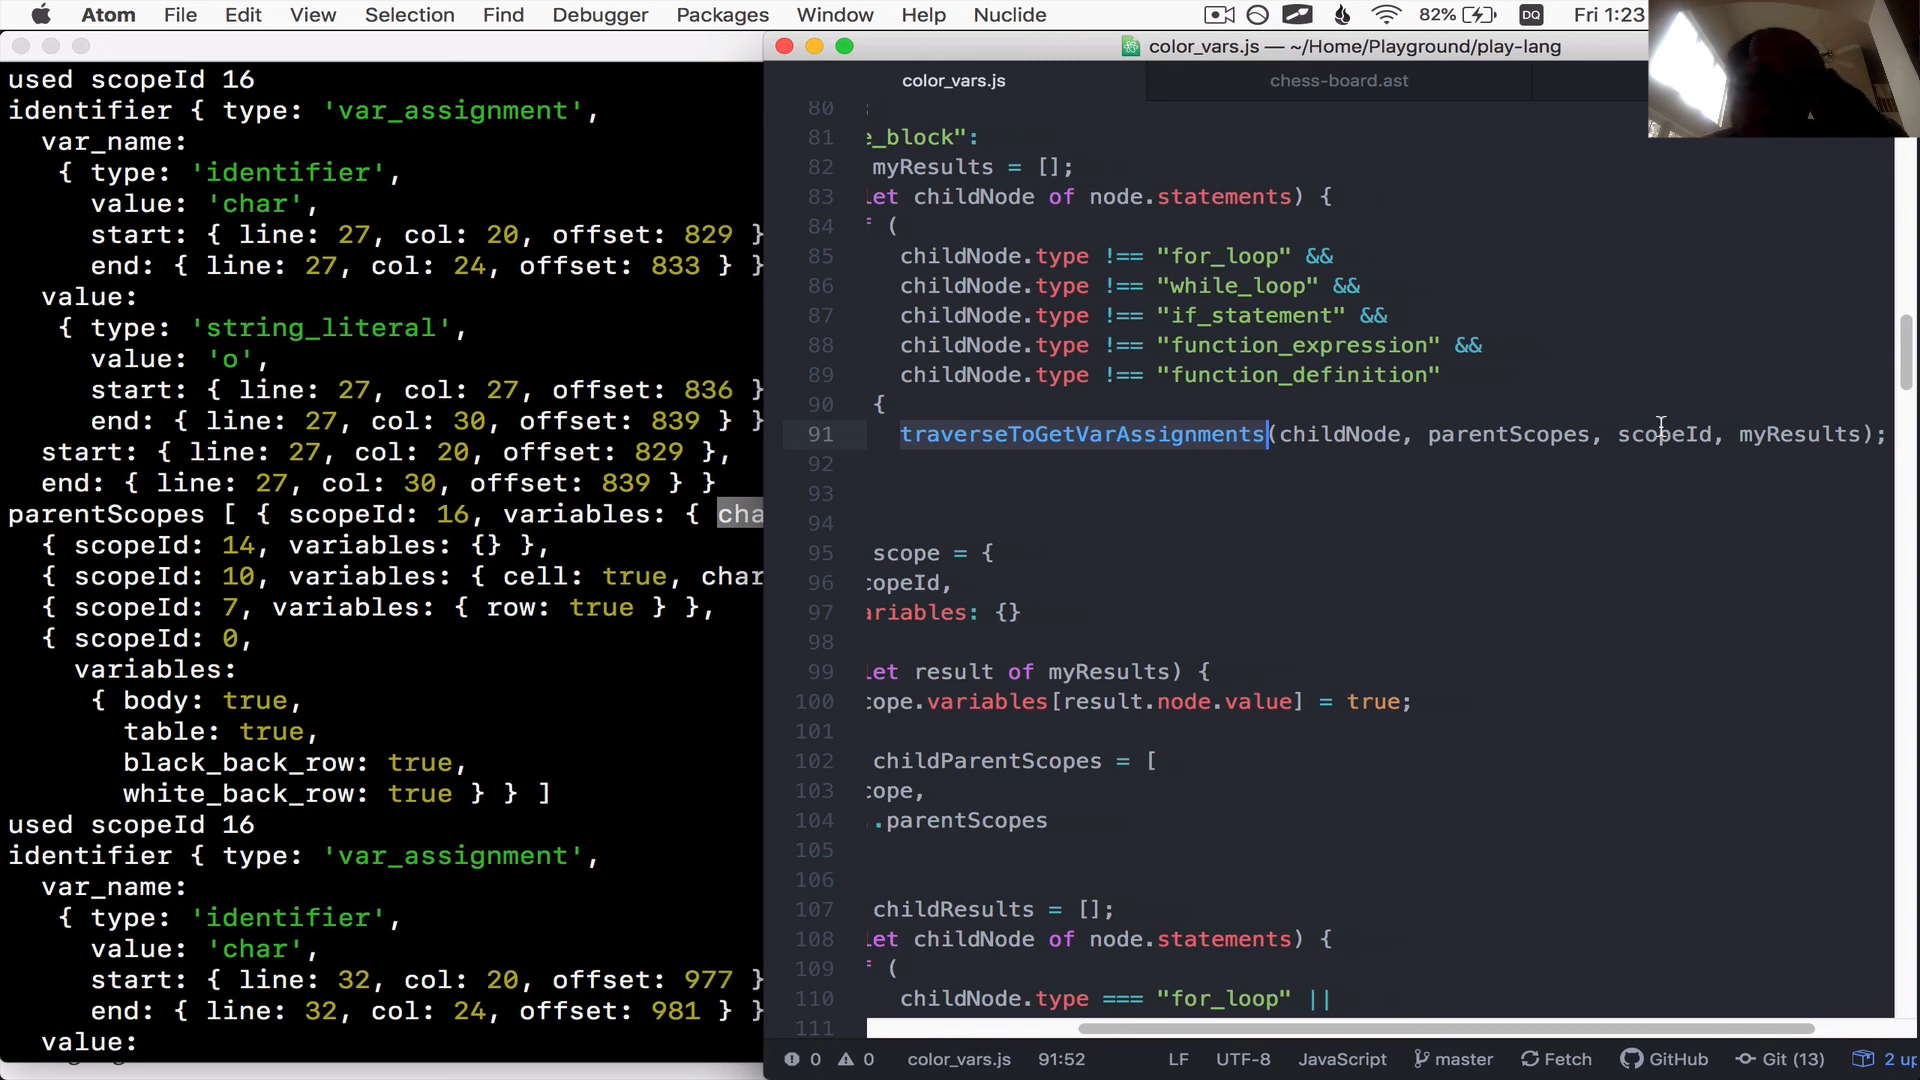 Atom File Edit View Selection Find Debugger Packages Window Help Nuclide 82% DQ Fri 1:23
color_vars.js — ~/Home/Playground/play-lang
color_vars.js chess-board.ast
used scopeId 16
identifier { type: 'var_assignment',
var_name:
{ type: 'identifier',
value: 'char',
start: { line: 27, col: 20, offset: 829 }
end: { line: 27, col: 24, offset: 833 } }
value:
{ type: 'string_literal',
value: 'o',
start: { line: 27, col: 27, offset: 836 }
end: { line: 27, col: 30, offset: 839 } }
start: { line: 27, col: 20, offset: 829 },
end: { line: 27, col: 30, offset: 839 } }
parentScopes [ { scopeId: 16, variables: { cha
{ scopeId: 14, variables: {} },
{ scopeId: 10, variables: { cell: true, char
{ scopeId: 7, variables: { row: true } },
{ scopeId: 0,
variables:
{ body: true,
table: true,
black_back_row: true,
white_back_row: true } } ]
used scopeId 16
identifier { type: 'var_assignment',
var_name:
{ type: 'identifier',
value: 'char',
start: { line: 32, col: 20, offset: 977 }
end: { line: 32, col: 24, offset: 981 } }
value:
80 ;
81 e_block":
82 myResults = [];
83 let childNode of node.statements) {
84 f (
85 childNode.type !== "for_loop" &&
86 childNode.type !== "while_loop" &&
87 childNode.type !== "if_statement" &&
88 childNode.type !== "function_expression" &&
89 childNode.type !== "function_definition"
90 {
91 traverseToGetVarAssignments(childNode, parentScopes, scopeId, myResults);
92
93
94
95 scope = {
96 copeId,
97 ariables: {}
98
99 let result of myResults) {
100 cope.variables[result.node.value] = true;
101
102 childParentScopes = [
103 cope,
104 ..parentScopes
105
106
107 childResults = [];
108 let childNode of node.statements) {
109 f (
110 childNode.type === "for_loop" ||
111
0 0 color_vars.js 91:52 LF UTF-8 JavaScript master Fetch GitHub Git (13) 2 up